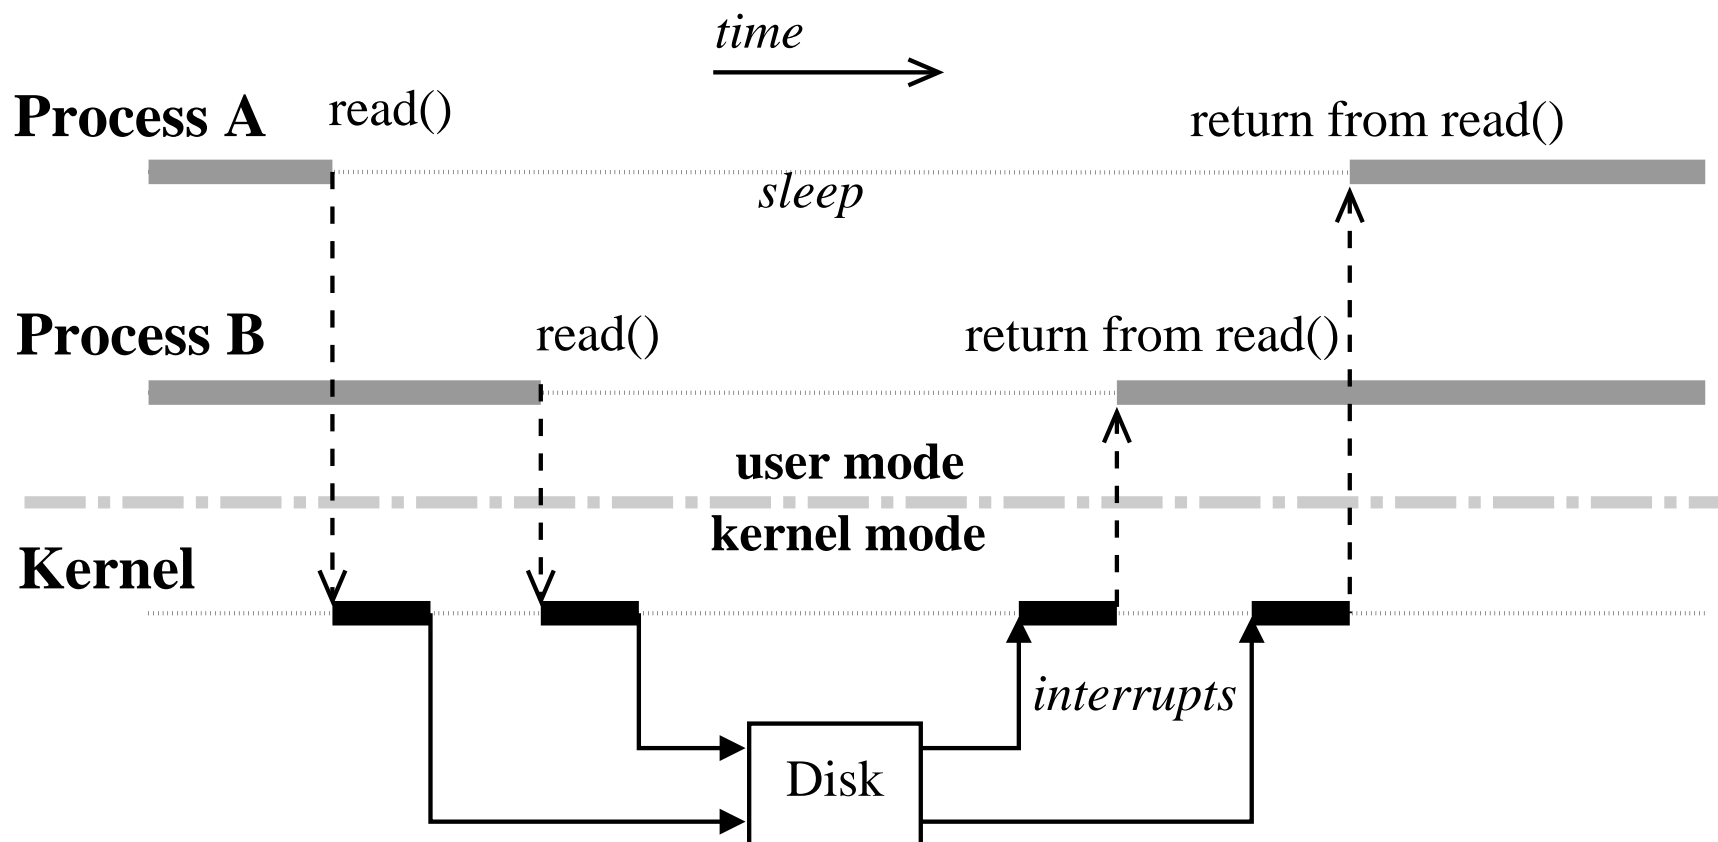 time
Process A
read()
return from read()
sleep
Process B
read()
return from read()
user mode
kernel mode
Kernel
interrupts
Disk